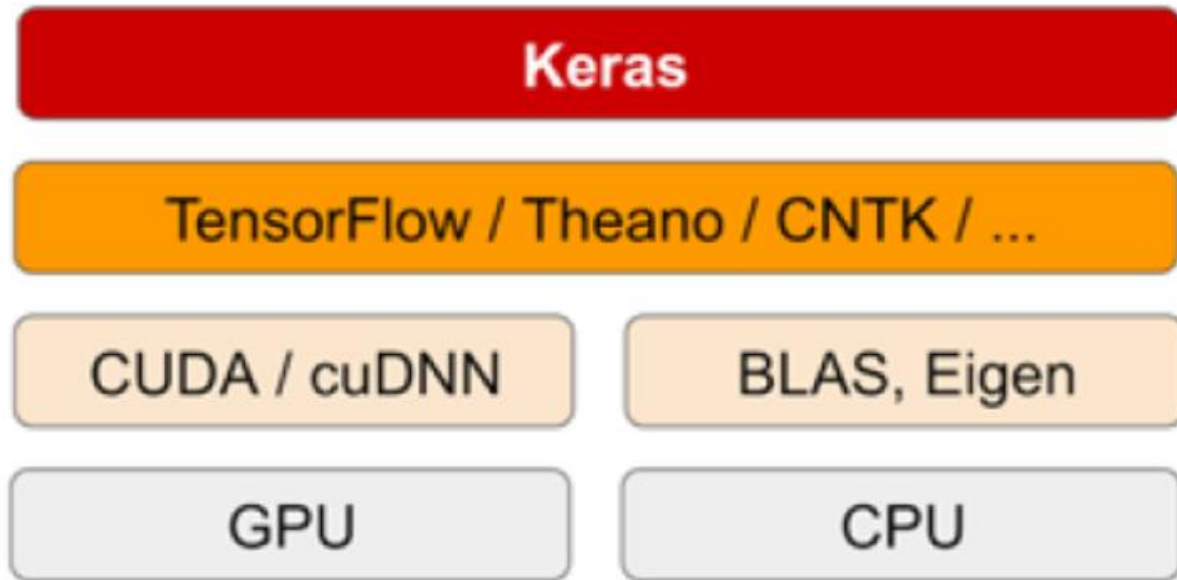 Keras
TensorFlow / Theano / CNTK / ...
CUDA / cuDNN
BLAS, Eigen
GPU
CPU